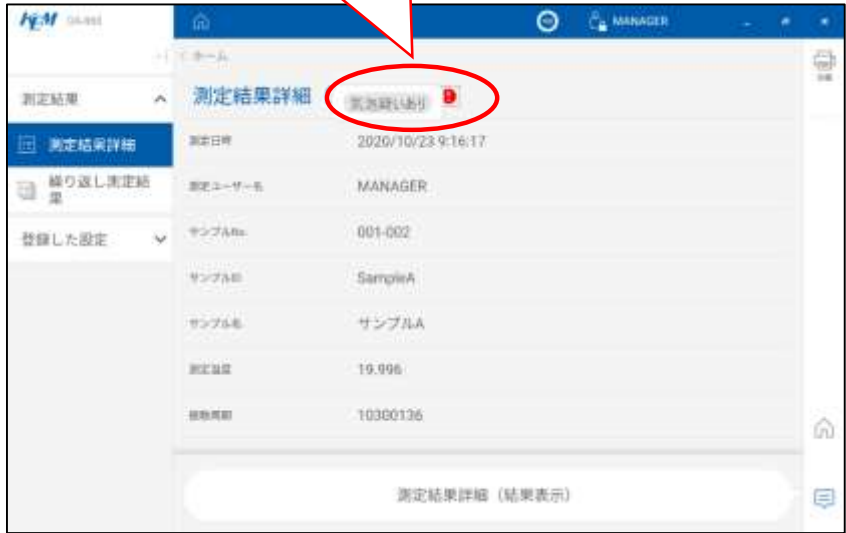 KEM
MANAGER
ホーム
測定結果
測定結果詳細
繰り返し測定結
果
登録した設定
測定結果詳細
気泡疑いあり
測定日時 2020/10/23 9:16:17
測定ユーザー名 MANAGER
サンプルNo. 001-002
サンプルID SampleA
サンプル名 サンプルA
測定温度 19.996
振動周期 10300136
測定結果詳細（結果表示）